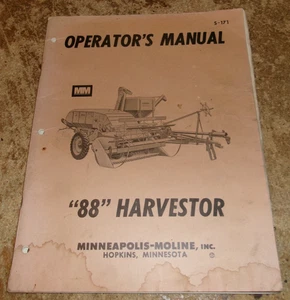 S-171
OPERATOR'S MANUAL
MM
"88" HARVESTOR
MINNEAPOLIS-MOLINE, INC.
HOPKINS, MINNESOTA